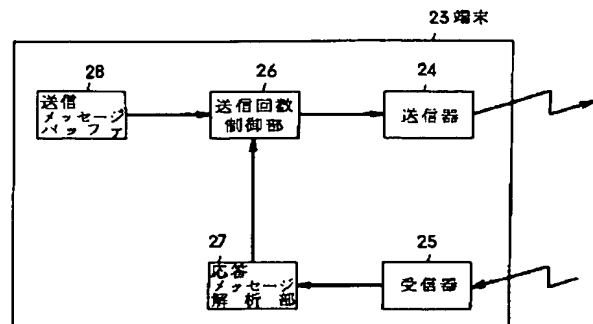 23 端末
28
送信
メッセージ
バッファ
26
送信回数
制御部
24
送信器
27
応答
メッセージ
解析部
25
受信器